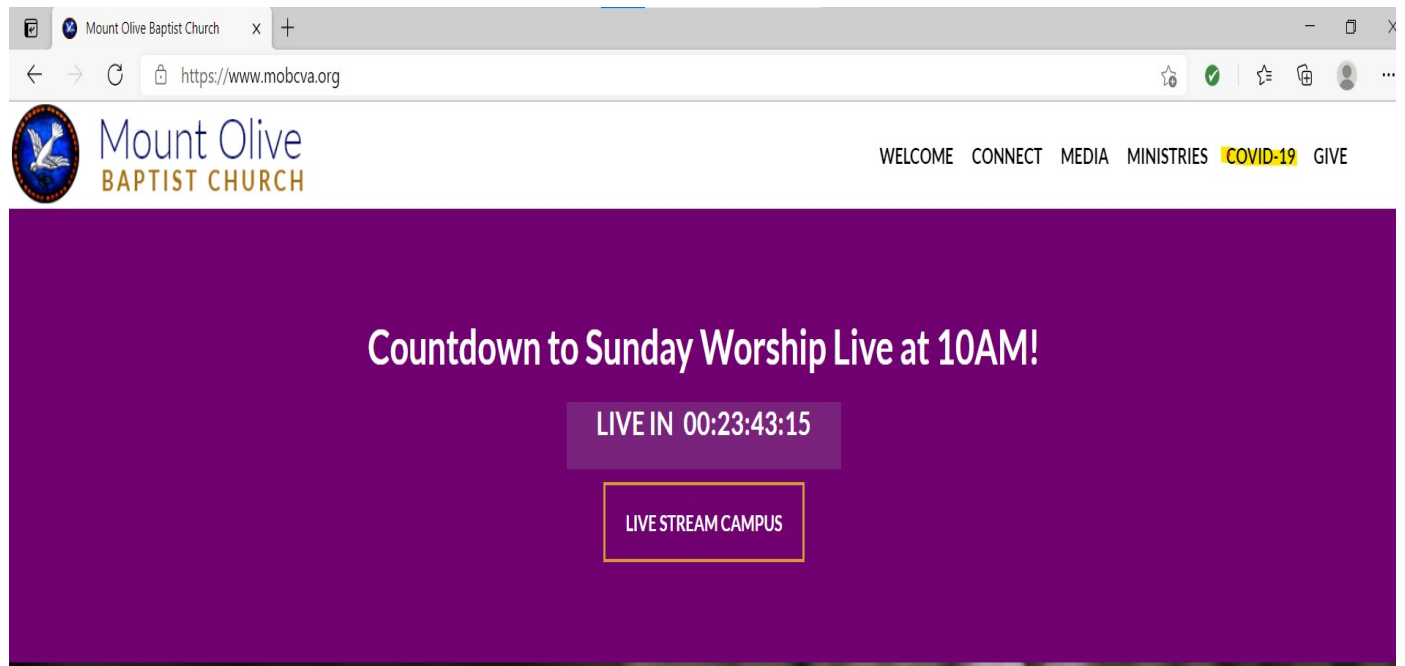 Mount Olive Baptist Church
https://www.mobcva.org
Mount Olive
BAPTIST CHURCH
WELCOME CONNECT MEDIA MINISTRIES COVID-19 GIVE
Countdown to Sunday Worship Live at 10AM!
LIVE IN 00:23:43:15
LIVE STREAM CAMPUS